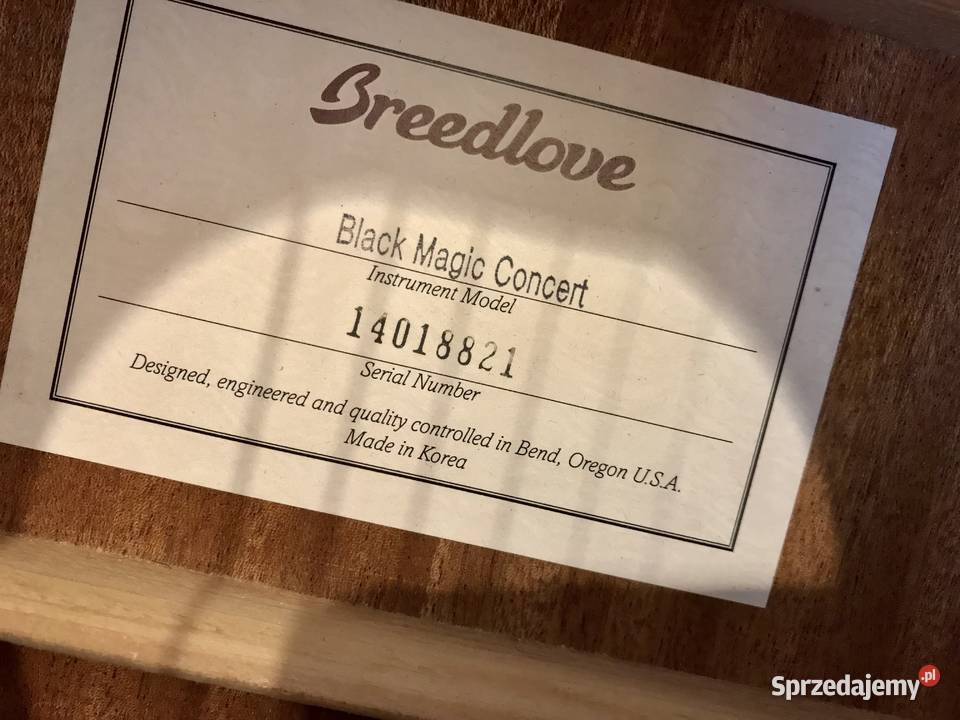 Breedlove
Black Magic Concert
Instrument Model
14018821
Serial Number
Designed, engineered and quality controlled in Bend, Oregon U.S.A.
Made in Korea
Sprzedajemy.pl